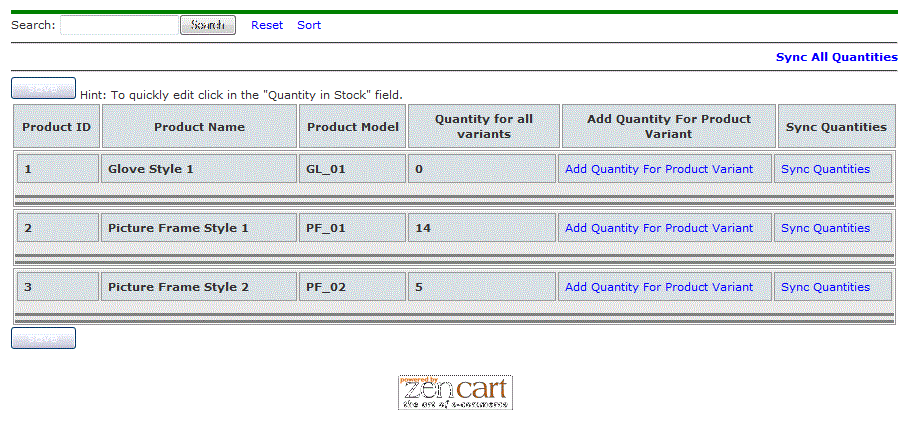 Search: Search Reset Sort
Sync All Quantities
save Hint: To quickly edit click in the "Quantity in Stock" field.
Product ID Product Name Product Model Quantity for all variants Add Quantity For Product Variant Sync Quantities
1 Glove Style 1 GL_01 0 Add Quantity For Product Variant Sync Quantities
2 Picture Frame Style 1 PF_01 14 Add Quantity For Product Variant Sync Quantities
3 Picture Frame Style 2 PF_02 5 Add Quantity For Product Variant Sync Quantities
save
powered by
zen cart
the art of e-commerce